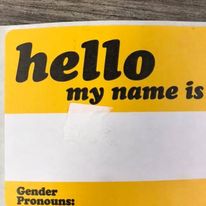 hello
my name is
Gender
Pronouns: